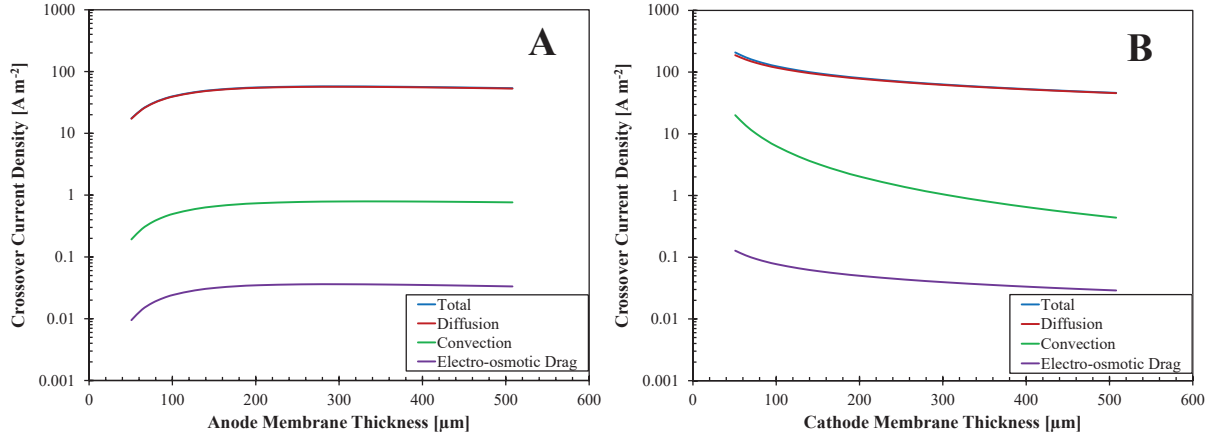 A
Crossover Current Density [A m⁻²]
1000
100
10
1
0.1
0.01
0.001
0
100
200
300
400
500
600
Anode Membrane Thickness [µm]
Total
Diffusion
Convection
Electro-osmotic Drag
B
Crossover Current Density [A m⁻²]
1000
100
10
1
0.1
0.01
0.001
0
100
200
300
400
500
600
Cathode Membrane Thickness [µm]
Total
Diffusion
Convection
Electro-osmotic Drag